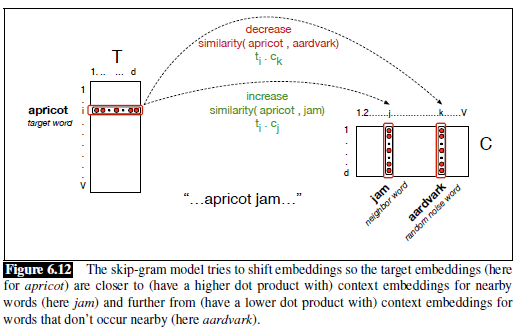 decrease
similarity( apricot , aardvark)
tᵢ . cₖ
T
1... ... d
1
.
.
apricot
i
target word
.
.
.
V
increase
similarity( apricot , jam)
tᵢ . cⱼ
1.2.......j.........k....V
1
.
.
.
d
C
jam
neighbor word
aardvark
random noise word
“…apricot jam…”
Figure 6.12 The skip-gram model tries to shift embeddings so the target embeddings (here
for apricot) are closer to (have a higher dot product with) context embeddings for nearby
words (here jam) and further from (have a lower dot product with) context embeddings for
words that don’t occur nearby (here aardvark).